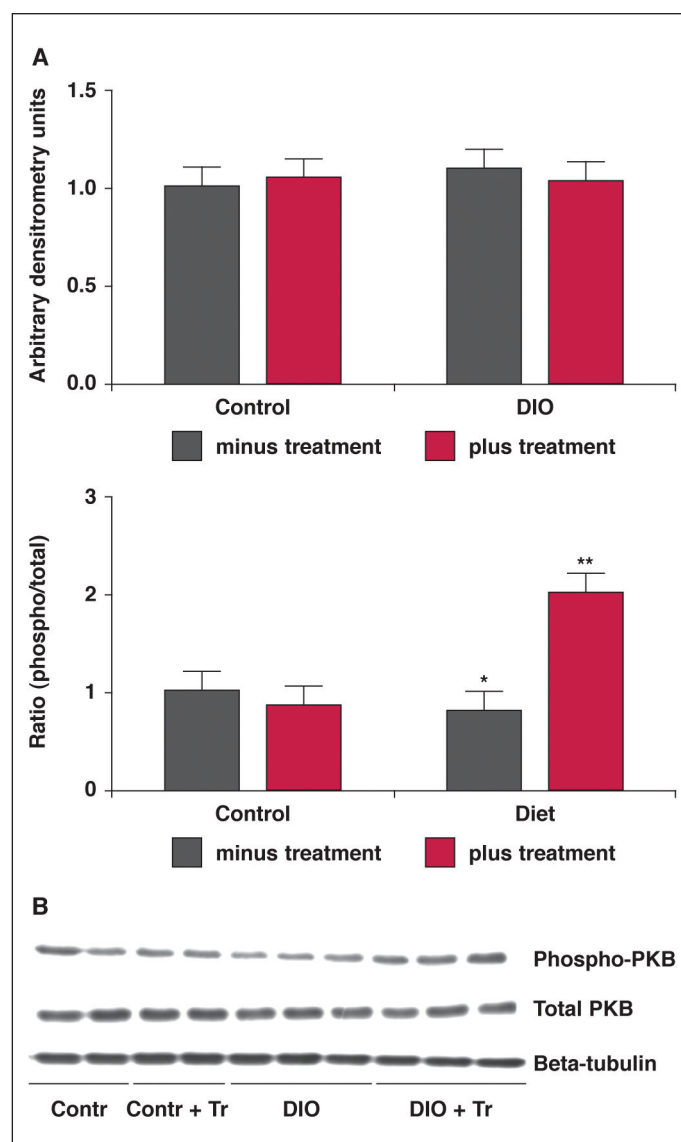 A
Arbitrary densitrometry units
1.5
1.0
0.5
0.0
Control DIO
minus treatment plus treatment
Ratio (phospho/total)
3
2
1
0
* **
Control Diet
minus treatment plus treatment
B
Phospho-PKB
Total PKB
Beta-tubulin
Contr Contr + Tr DIO DIO + Tr